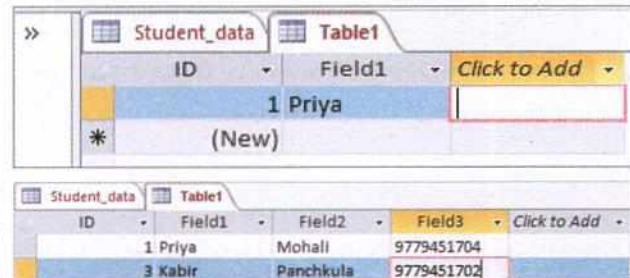 »
Student_data Table1
ID Field1 Click to Add
1 Priya
* (New)
Student_data Table1
ID Field1 Field2 Field3 Click to Add
1 Priya Mohali 9779451704
3 Kabir Panchkula 9779451702